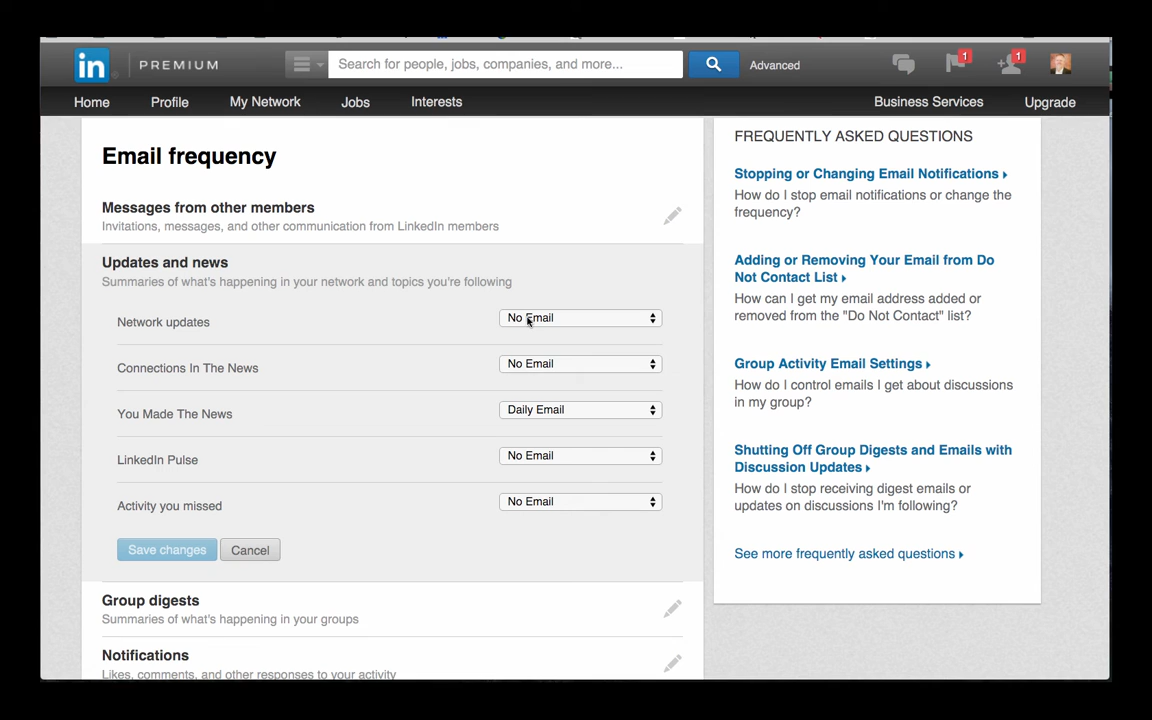 in PREMIUM Search for people, jobs, companies, and more... Advanced 1 1
Home Profile My Network Jobs Interests Business Services Upgrade
Email frequency
Messages from other members
Invitations, messages, and other communication from LinkedIn members
Updates and news
Summaries of what's happening in your network and topics you're following
Network updates No Email
Connections In The News No Email
You Made The News Daily Email
LinkedIn Pulse No Email
Activity you missed No Email
Save changes Cancel
Group digests
Summaries of what's happening in your groups
Notifications
Likes, comments, and other responses to your activity
FREQUENTLY ASKED QUESTIONS
Stopping or Changing Email Notifications
How do I stop email notifications or change the
frequency?
Adding or Removing Your Email from Do
Not Contact List
How can I get my email address added or
removed from the "Do Not Contact" list?
Group Activity Email Settings
How do I control emails I get about discussions
in my group?
Shutting Off Group Digests and Emails with
Discussion Updates
How do I stop receiving digest emails or
updates on discussions I'm following?
See more frequently asked questions